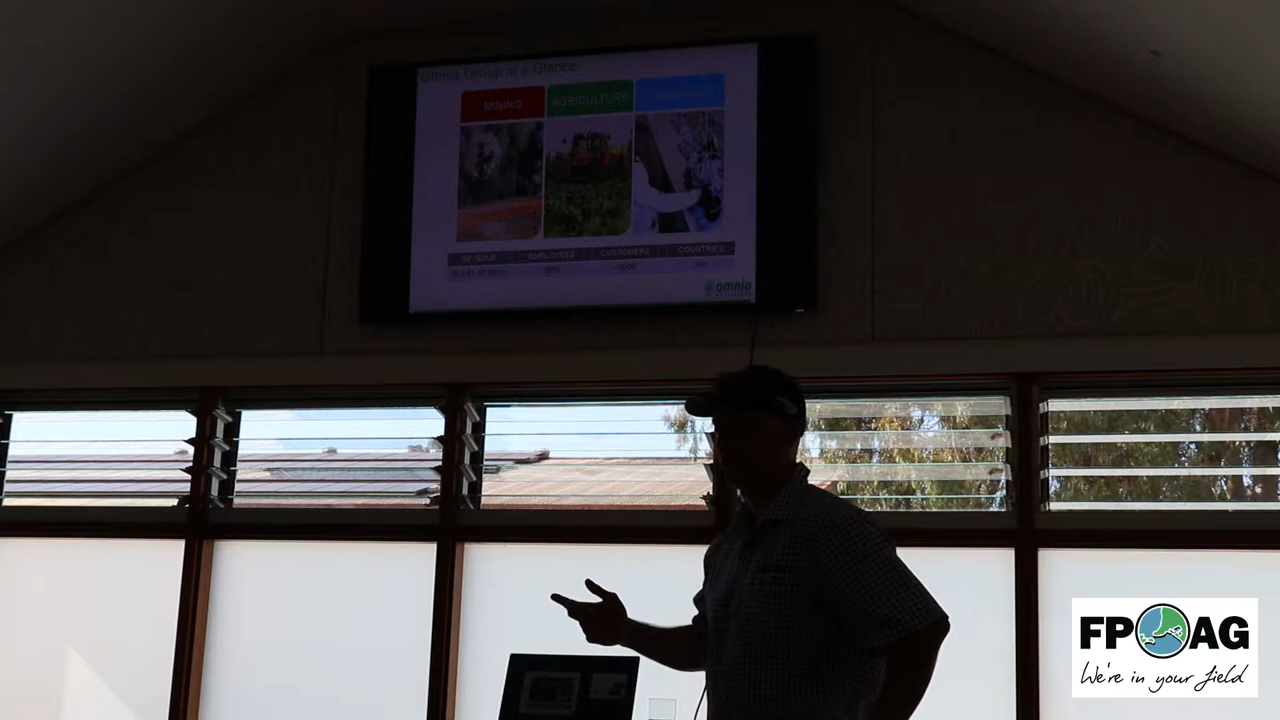 Omnia Group at a Glance
MINING AGRICULTURE
REVENUE EMPLOYEES CUSTOMERS COUNTRIES
omnia
FP AG
We're in your field